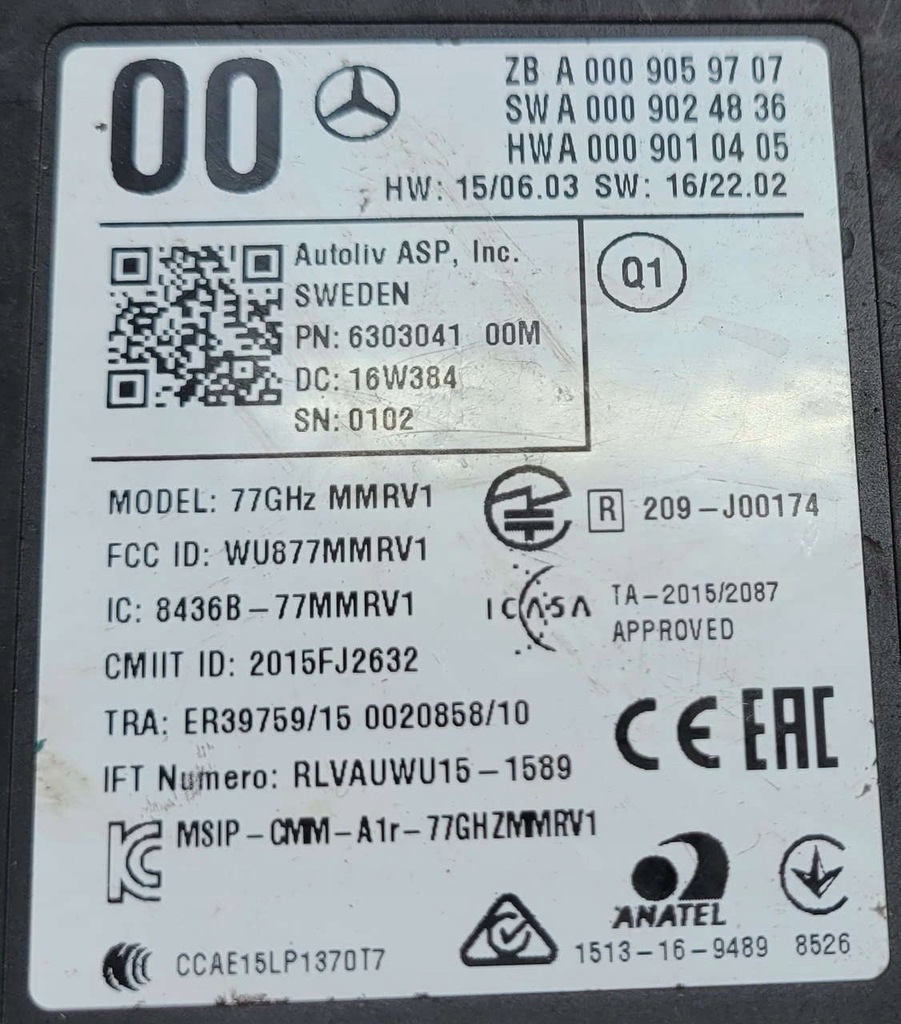 00
ZB A 000 905 97 07
SW A 000 902 48 36
HW A 000 901 04 05
HW: 15/06.03 SW: 16/22.02
Autoliv ASP, Inc.
SWEDEN
PN: 6303041 00M
DC: 16W384
SN: 0102
Q1
MODEL: 77GHz MMRV1
FCC ID: WU877MMRV1
IC: 8436B-77MMRV1
CMIIT ID: 2015FJ2632
TRA: ER39759/15 0020858/10
IFT Numero: RLVAUWU15-1589
MSIP-CMM-A1r-77GHZMMRV1
CCAE15LP1370T7
R 209-J00174
ICASA TA-2015/2087
APPROVED
CE EAC
ANATEL
1513-16-9489 8526